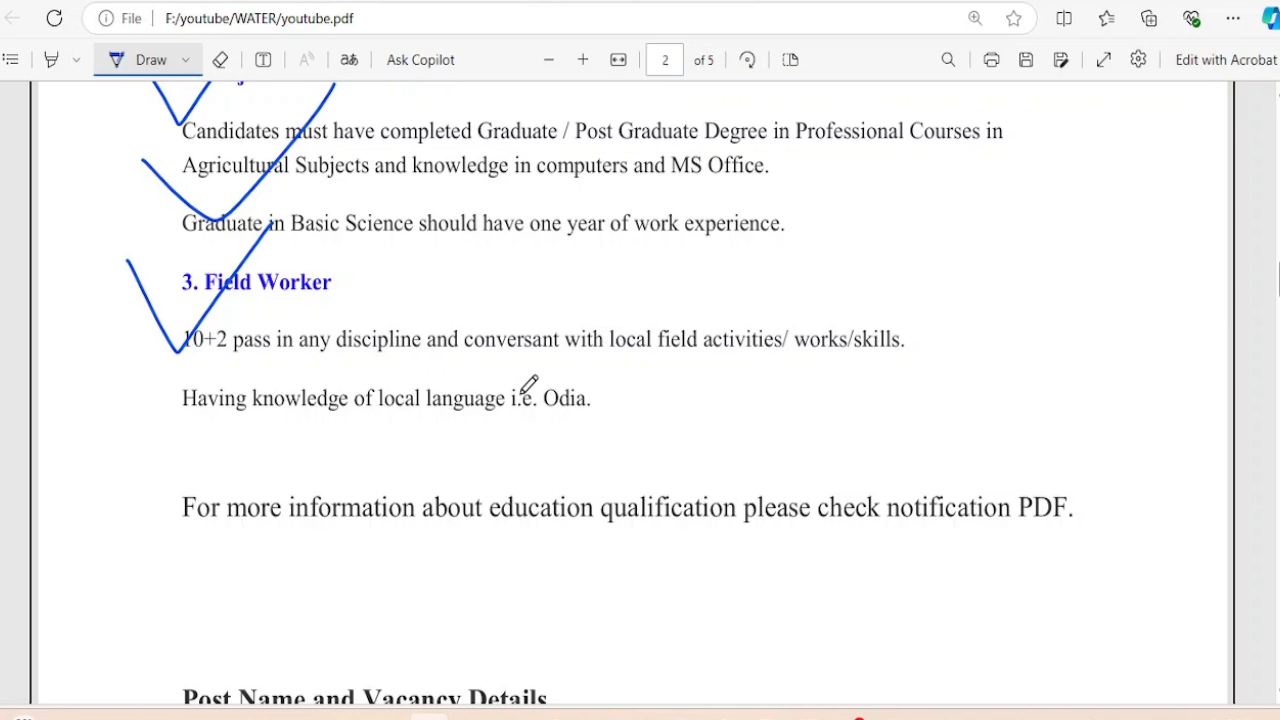 File F:/youtube/WATER/youtube.pdf
Draw Ask Copilot 2 of 5 Edit with Acrobat
Candidates must have completed Graduate / Post Graduate Degree in Professional Courses in
Agricultural Subjects and knowledge in computers and MS Office.
Graduate in Basic Science should have one year of work experience.
3. Field Worker
10+2 pass in any discipline and conversant with local field activities/ works/skills.
Having knowledge of local language i.e. Odia.
For more information about education qualification please check notification PDF.
Post Name and Vacancy Details